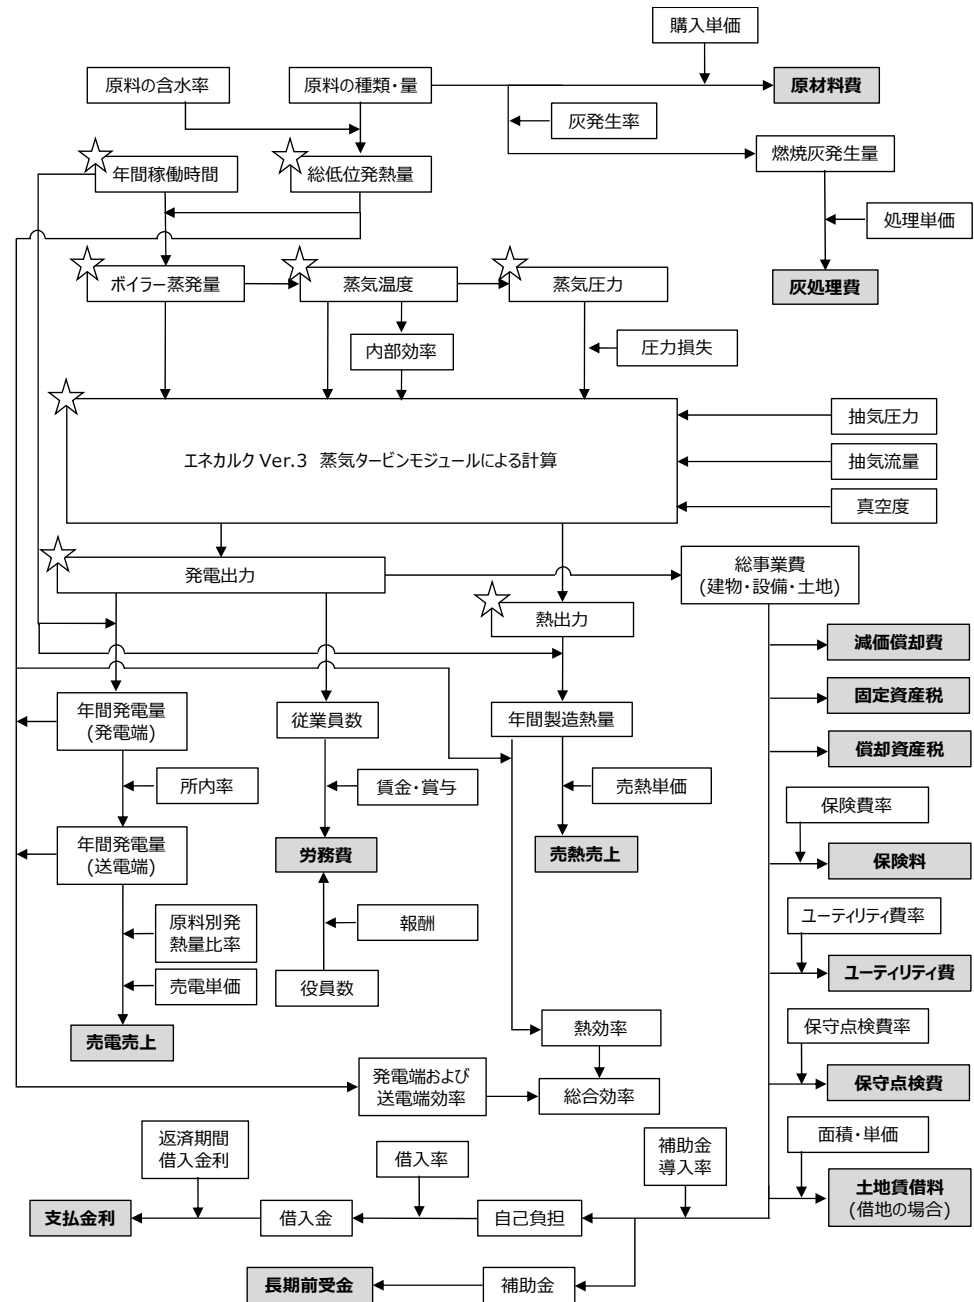 購入単価
原料の含水率
原料の種類・量
原材料費
灰発生率
燃焼灰発生量
年間稼働時間
総低位発熱量
処理単価
ボイラー蒸発量
蒸気温度
蒸気圧力
灰処理費
内部効率
圧力損失
抽気圧力
エネカルク Ver.3 蒸気タービンモジュールによる計算
抽気流量
真空度
発電出力
総事業費
(建物・設備・土地)
熱出力
減価償却費
固定資産税
年間発電量
(発電端)
従業員数
年間製造熱量
償却資産税
所内率
賃金・賞与
売熱単価
保険費率
年間発電量
(送電端)
労務費
売熱売上
保険料
原料別発
熱量比率
報酬
ユーティリティ費率
売電単価
役員数
ユーティリティ費
売電売上
熱効率
保守点検費率
発電端および
送電端効率
総合効率
保守点検費
返済期間
借入金利
借入率
補助金
導入率
面積・単価
支払金利
借入金
自己負担
土地賃借料
(借地の場合)
長期前受金
補助金